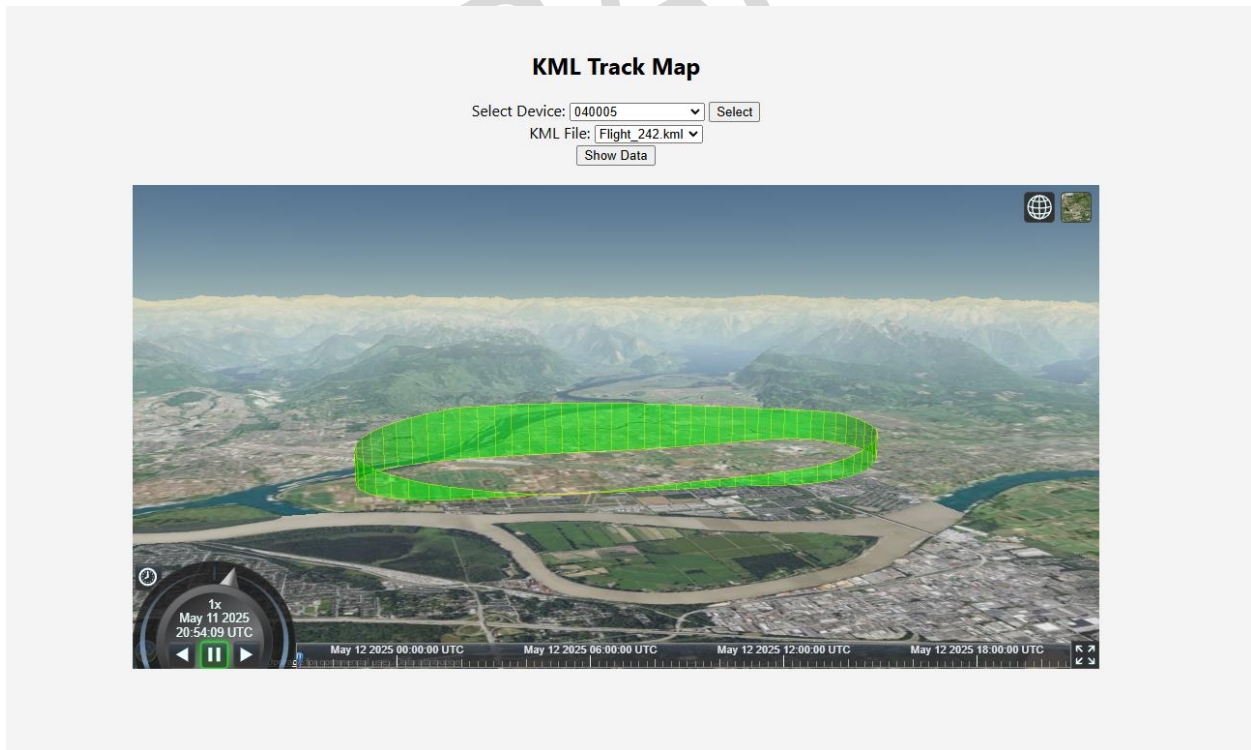 KML Track Map
Select Device: 040005 Select
KML File: Flight_242.kml
Show Data
1x
May 11 2025
20:54:09 UTC
May 12 2025 00:00:00 UTC May 12 2025 06:00:00 UTC May 12 2025 12:00:00 UTC May 12 2025 18:00:00 UTC